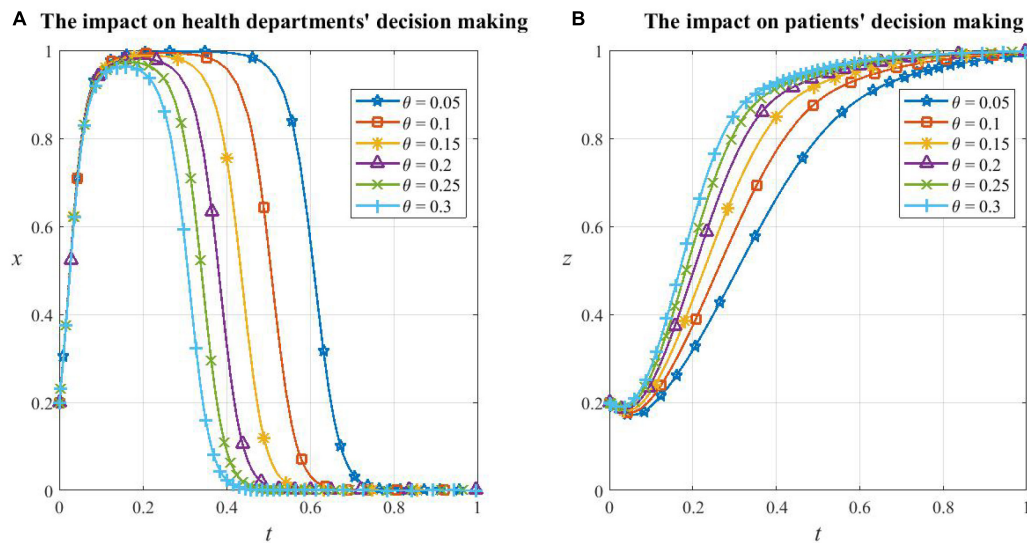 A The impact on health departments' decision making
1
0.8
0.6
x
0.4
0.2
0
0 0.2 0.4 0.6 0.8 1
t
θ = 0.05
θ = 0.1
θ = 0.15
θ = 0.2
θ = 0.25
θ = 0.3
B The impact on patients' decision making
1
0.8
0.6
z
0.4
0.2
0
0 0.2 0.4 0.6 0.8 1
t
θ = 0.05
θ = 0.1
θ = 0.15
θ = 0.2
θ = 0.25
θ = 0.3